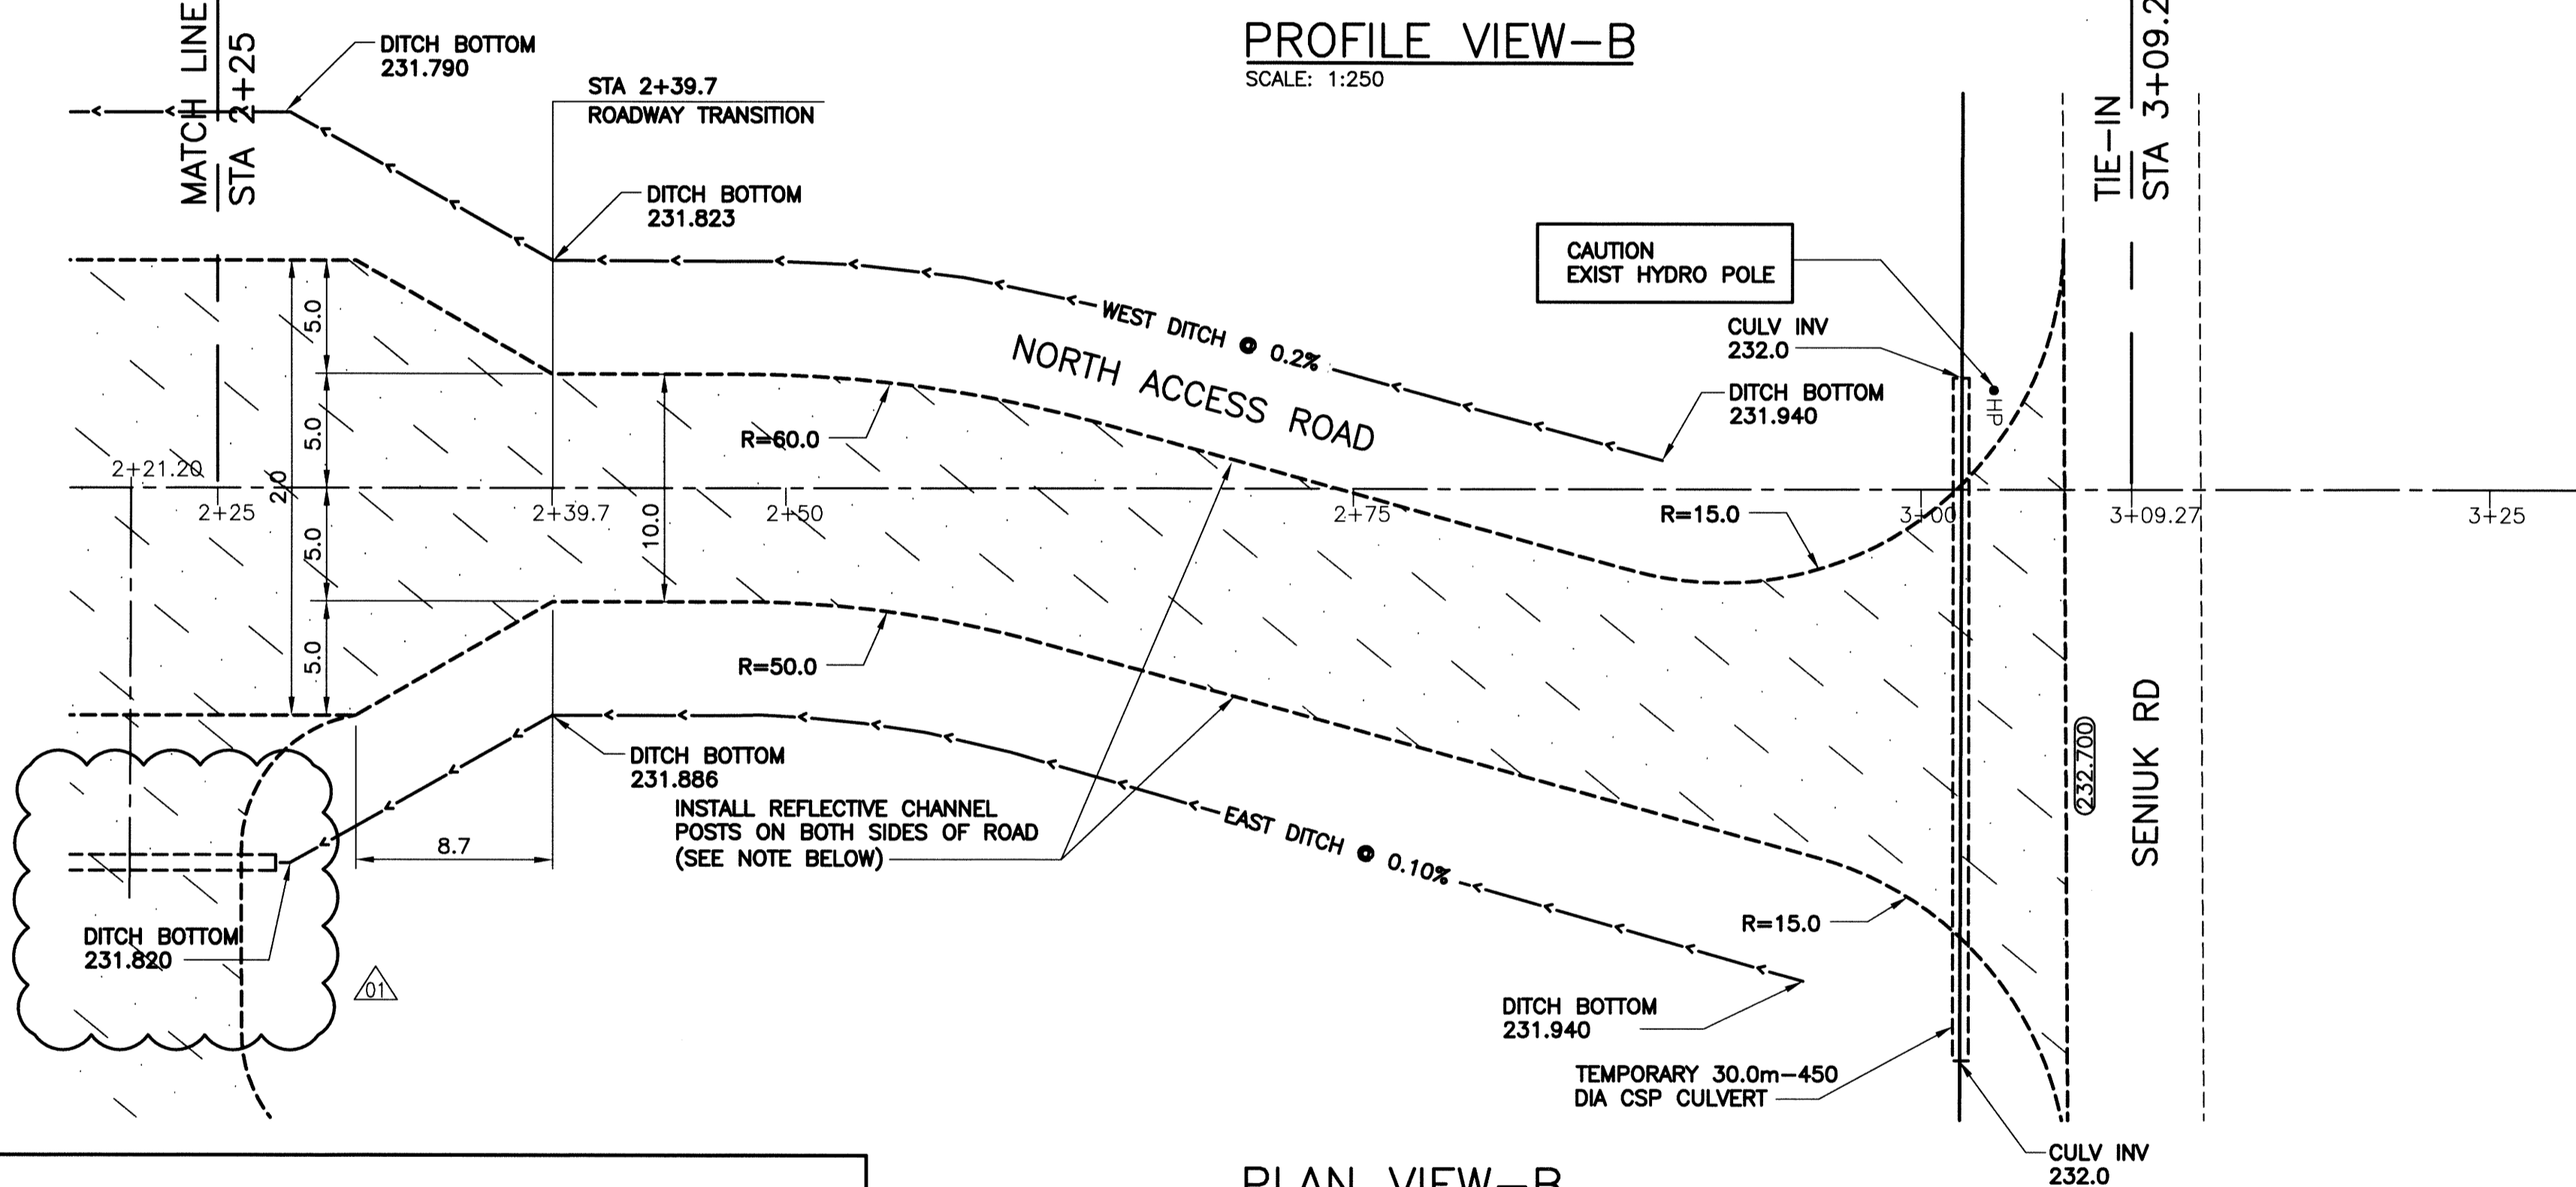 PROFILE VIEW-B
SCALE: 1:250
MATCH LINE
STA 2+25
DITCH BOTTOM
231.790
STA 2+39.7
ROADWAY TRANSITION
DITCH BOTTOM
231.823
TIE-IN
STA 3+09.2
CAUTION
EXIST HYDRO POLE
CULV INV
232.0
HP
DITCH BOTTOM
231.940
WEST DITCH @ 0.2%
NORTH ACCESS ROAD
R=60.0
5.0
5.0
5.0
5.0
2.0
10.0
2+21.20
2+25
2+39.7
2+50
2+75
3+00
3+09.27
3+25
R=15.0
R=50.0
DITCH BOTTOM
231.886
INSTALL REFLECTIVE CHANNEL
POSTS ON BOTH SIDES OF ROAD
(SEE NOTE BELOW)
8.7
EAST DITCH @ 0.10%
232.700
SENIUK RD
R=15.0
DITCH BOTTOM
231.820
01
DITCH BOTTOM
231.940
TEMPORARY 30.0m-450
DIA CSP CULVERT
CULV INV
232.0
PLAN VIEW-B